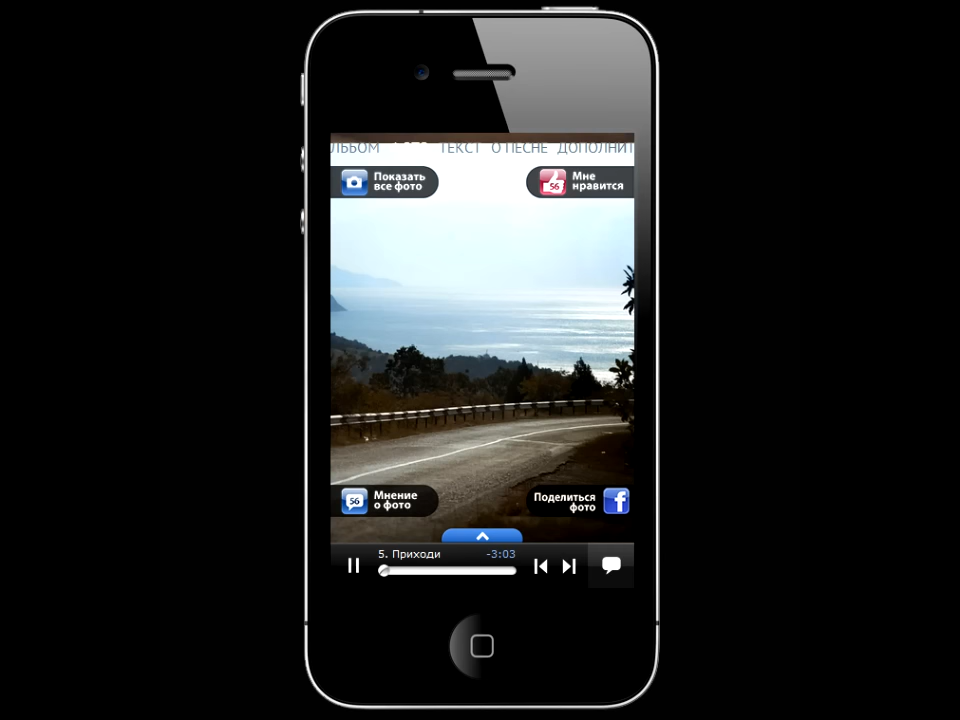 ЛЬБОМ ФОТО ТЕКСТ О ПЕСНЕ ДОПОЛНИТ
Показать
все фото
56
Мне
нравится
56
Мнение
о фото
Поделиться
фото
f
5. Приходи -3:03